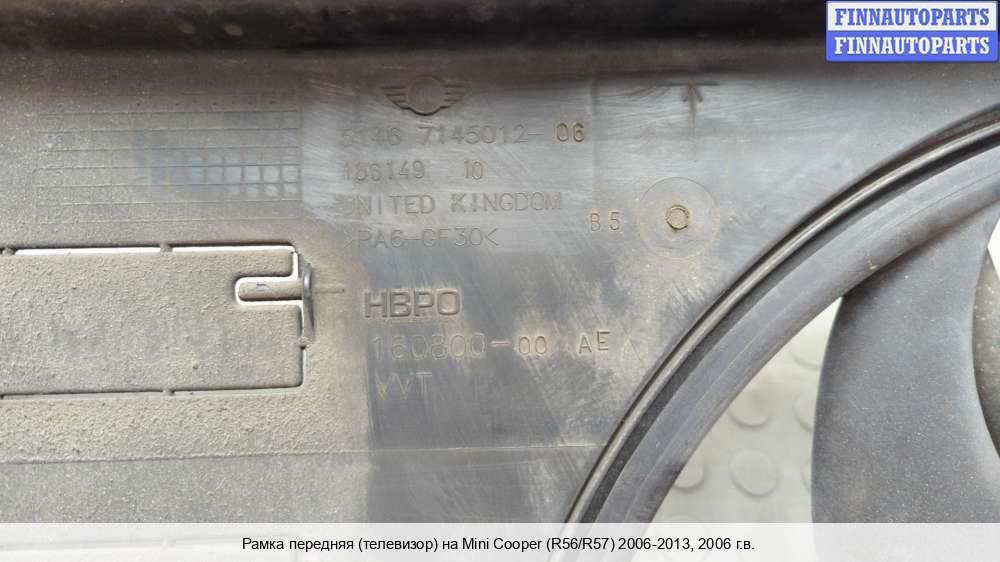 FINNAUTOPARTS
FINNAUTOPARTS
5146 7145012-06
166149 10
UNITED KINGDOM
>PA6-GF30<
B5
HBPO
160800-00 AE
VVT
Рамка передняя (телевизор) на Mini Cooper (R56/R57) 2006-2013, 2006 г.в.